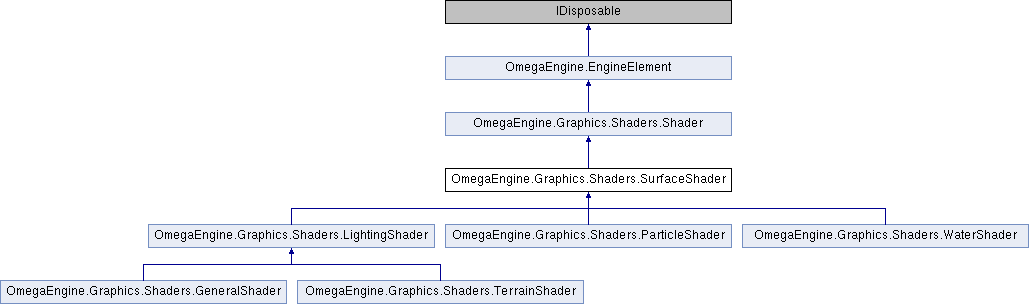 IDisposable
OmegaEngine.EngineElement
OmegaEngine.Graphics.Shaders.Shader
OmegaEngine.Graphics.Shaders.SurfaceShader
OmegaEngine.Graphics.Shaders.LightingShader
OmegaEngine.Graphics.Shaders.ParticleShader
OmegaEngine.Graphics.Shaders.WaterShader
OmegaEngine.Graphics.Shaders.GeneralShader
OmegaEngine.Graphics.Shaders.TerrainShader